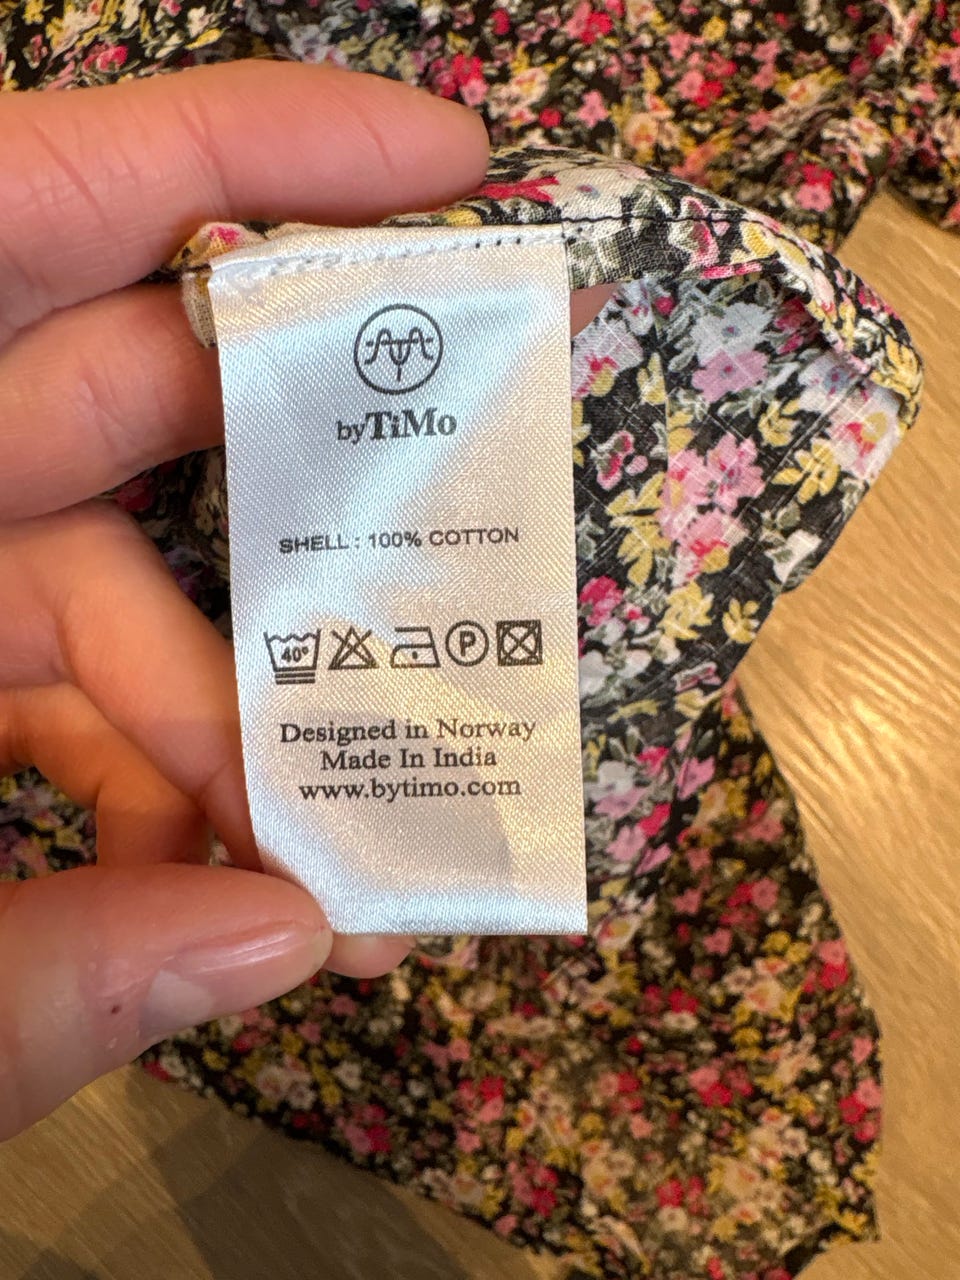 byTiMo
SHELL : 100% COTTON
40°
P
Designed in Norway
Made In India
www.bytimo.com